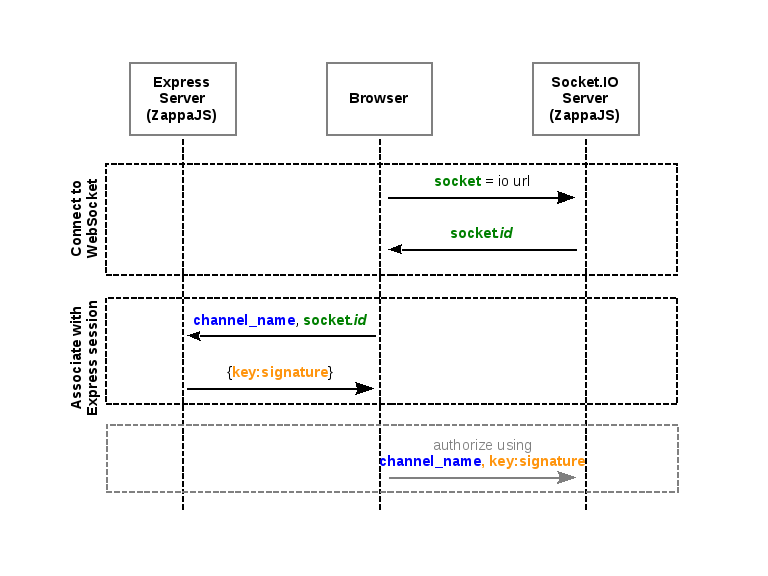 Express
Server
(ZappaJS)
Browser
Socket.IO
Server
(ZappaJS)
Connect to
WebSocket
socket = io url
socket.id
Associate with
Express session
channel_name, socket.id
{key:signature}
authorize using
channel_name, key:signature